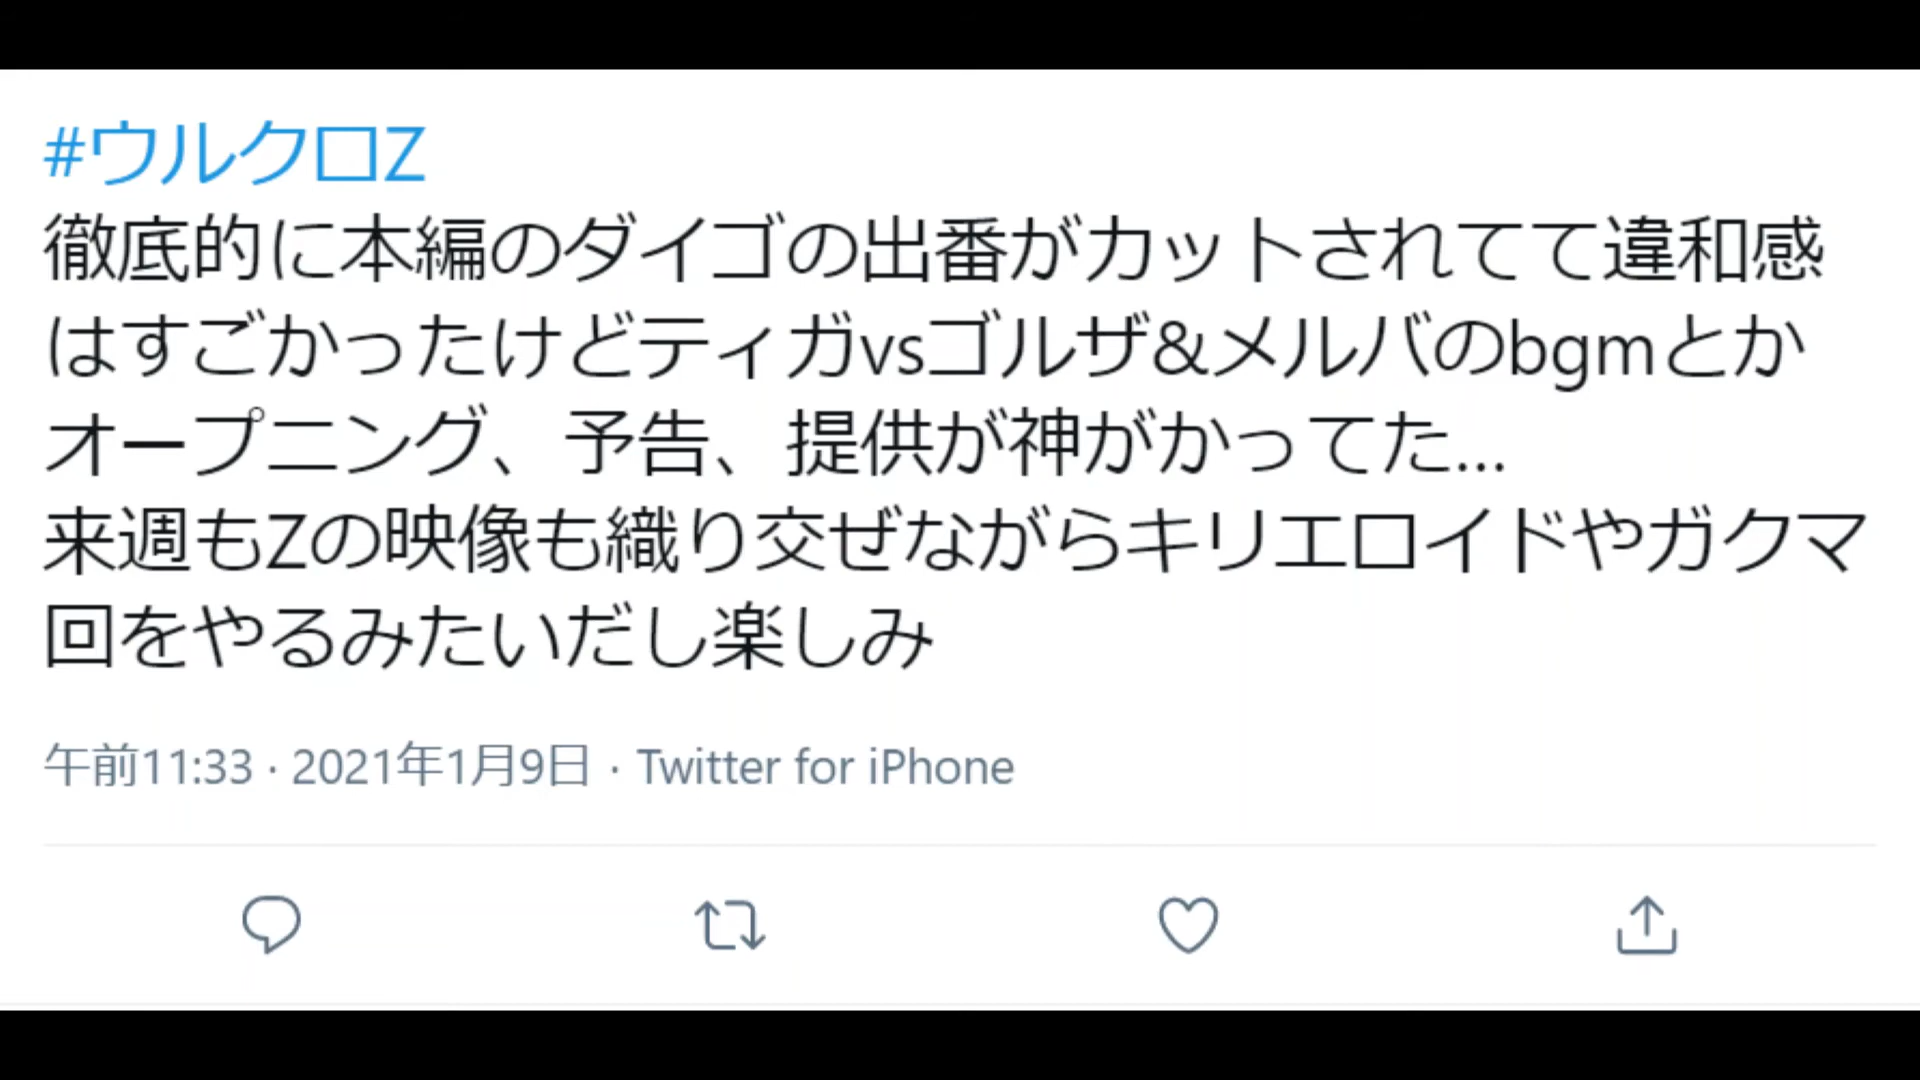 #ウルクロZ
徹底的に本編のダイゴの出番がカットされてて違和感
はすごかったけどティガvsゴルザ&メルバのbgmとか
オープニング、予告、提供が神がかってた...
来週もZの映像も織り交ぜながらキリエロイドやガクマ
回をやるみたいだし楽しみ
午前11:33 · 2021年1月9日 · Twitter for iPhone